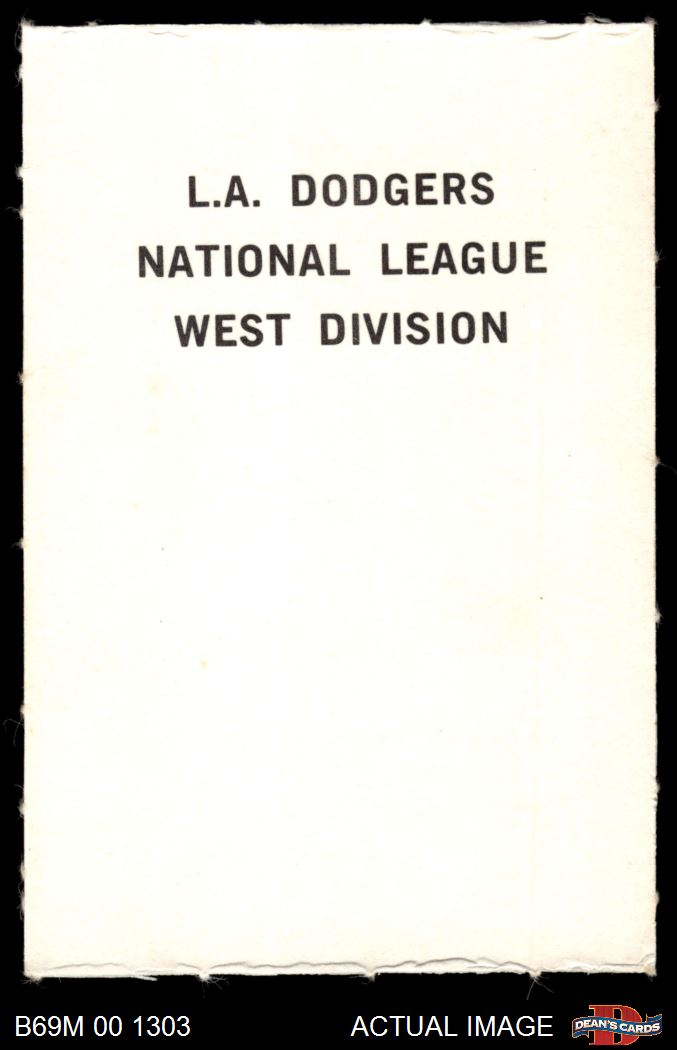 L.A. DODGERS
NATIONAL LEAGUE
WEST DIVISION
B69M 00 1303
ACTUAL IMAGE
DEAN'S CARDS